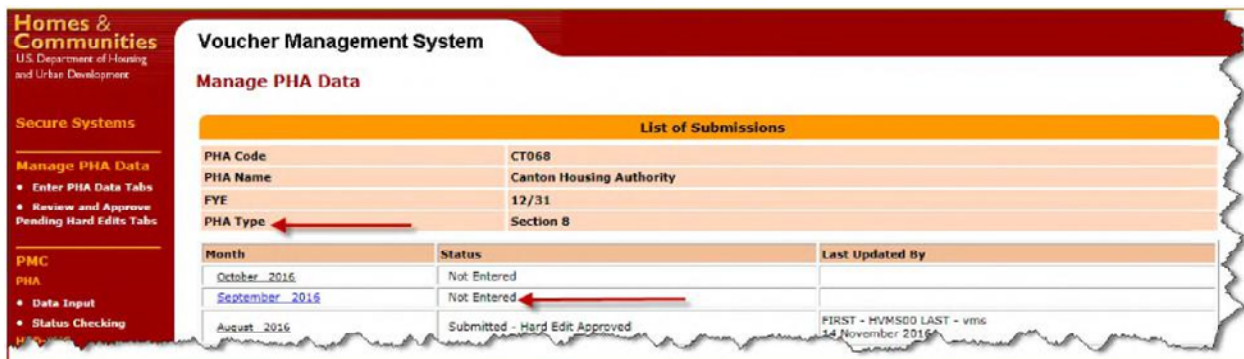 Homes &
Communities
U.S. Department of Housing
and Urban Development
Secure Systems
Manage PHA Data
• Enter PHA Data Tabs
• Review and Approve
Pending Hard Edits Tabs
PMC
PHA
• Data Input
• Status Checking
Voucher Management System
Manage PHA Data
List of Submissions
PHA Code CT068
PHA Name Canton Housing Authority
FYE 12/31
PHA Type Section 8
Month Status Last Updated By
October 2016 Not Entered
September 2016 Not Entered
August 2016 Submitted - Hard Edit Approved FIRST - HVMS00 LAST - vms
14 November 2016